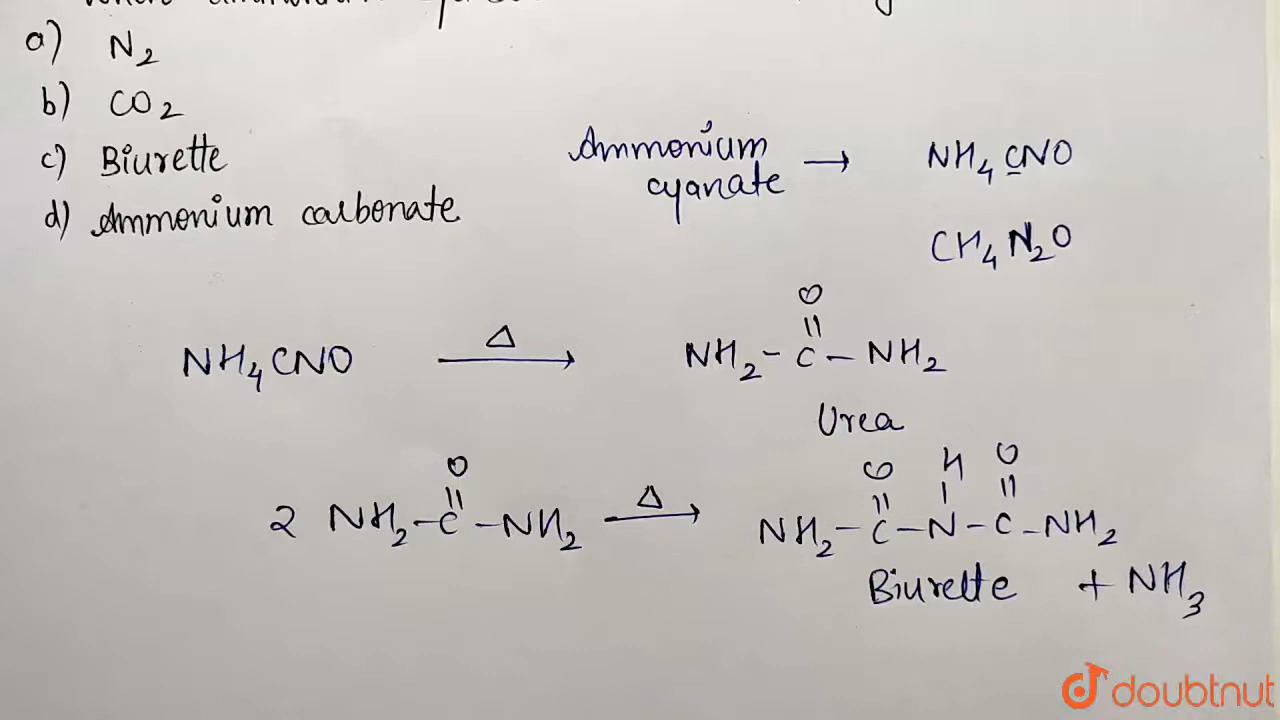 a) N2
b) CO2
c) Biurette
d) Ammonium carbonate
Ammonium cyanate → NH4CNO
CH4N2O
NH4CNO Δ→ NH2-C(=O)-NH2
Urea
2 NH2-C(=O)-NH2 Δ→ NH2-C(=O)-N(H)-C(=O)-NH2
Biurette + NH3
doubtnut